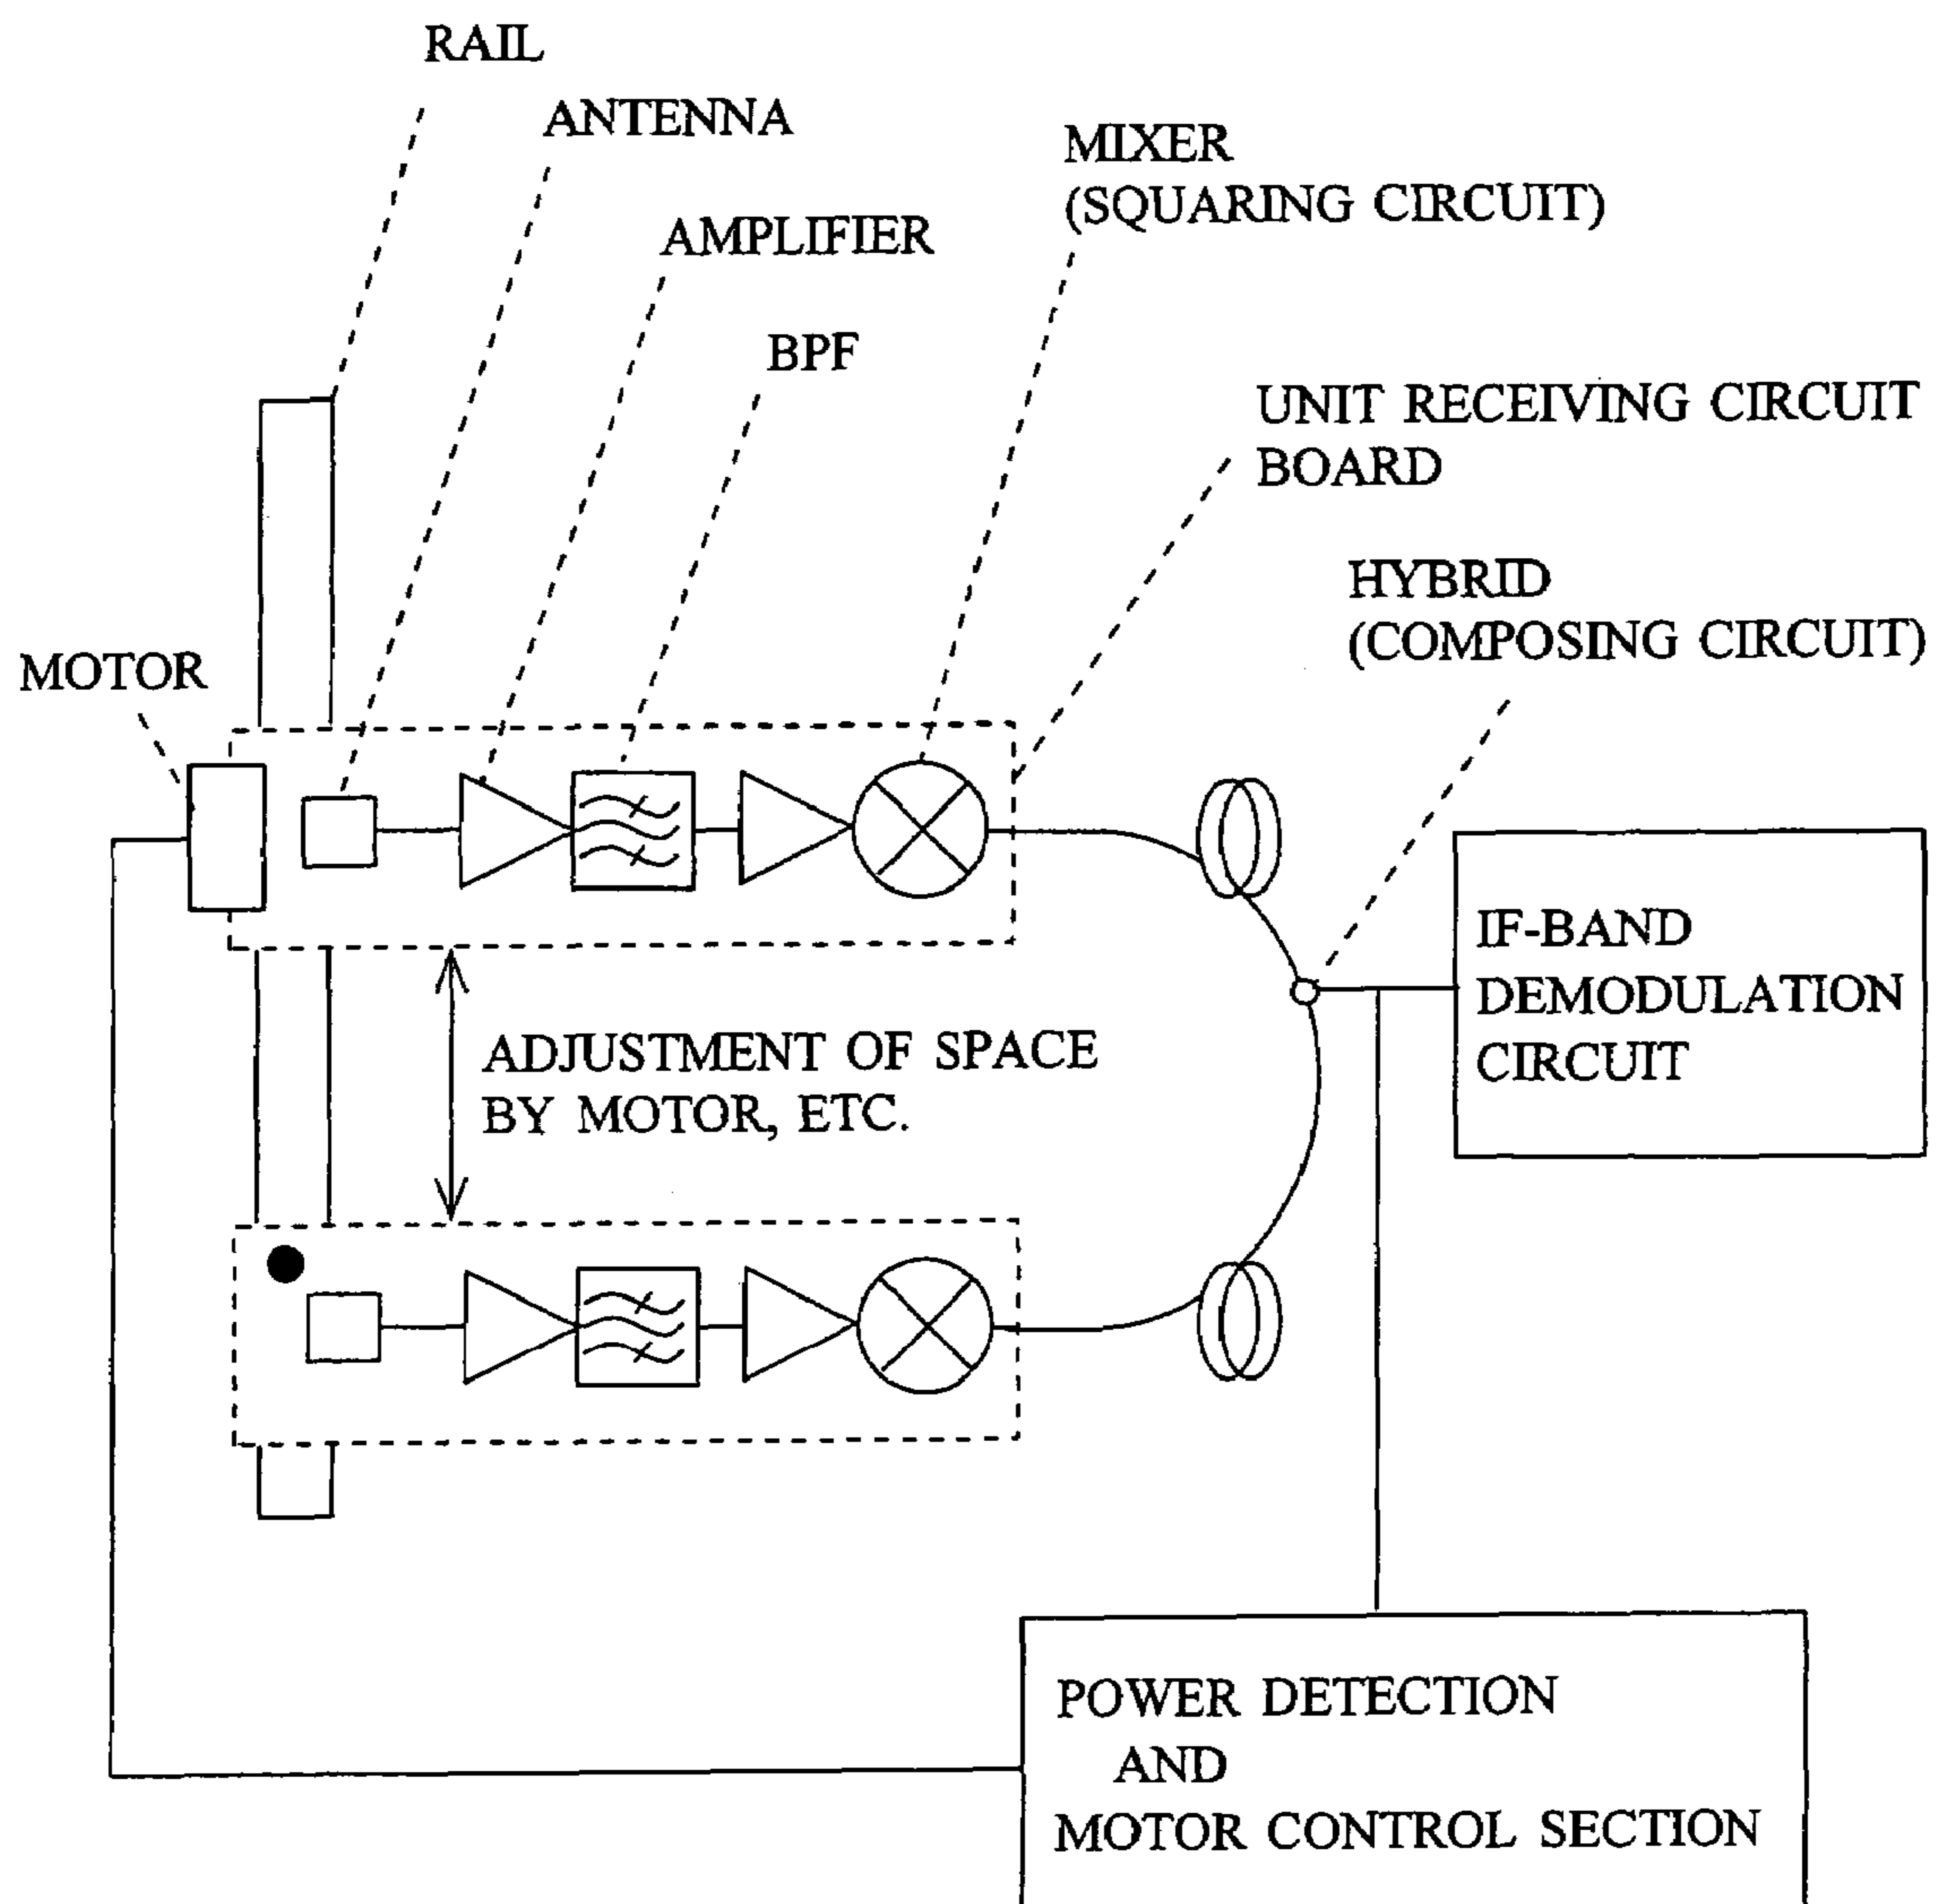 RAIL
ANTENNA
MIXER
(SQUARING CIRCUIT)
AMPLIFIER
BPF
UNIT RECEIVING CIRCUIT
BOARD
HYBRID
(COMPOSING CIRCUIT)
MOTOR
IF-BAND
DEMODULATION
CIRCUIT
ADJUSTMENT OF SPACE
BY MOTOR, ETC.
POWER DETECTION
AND
MOTOR CONTROL SECTION